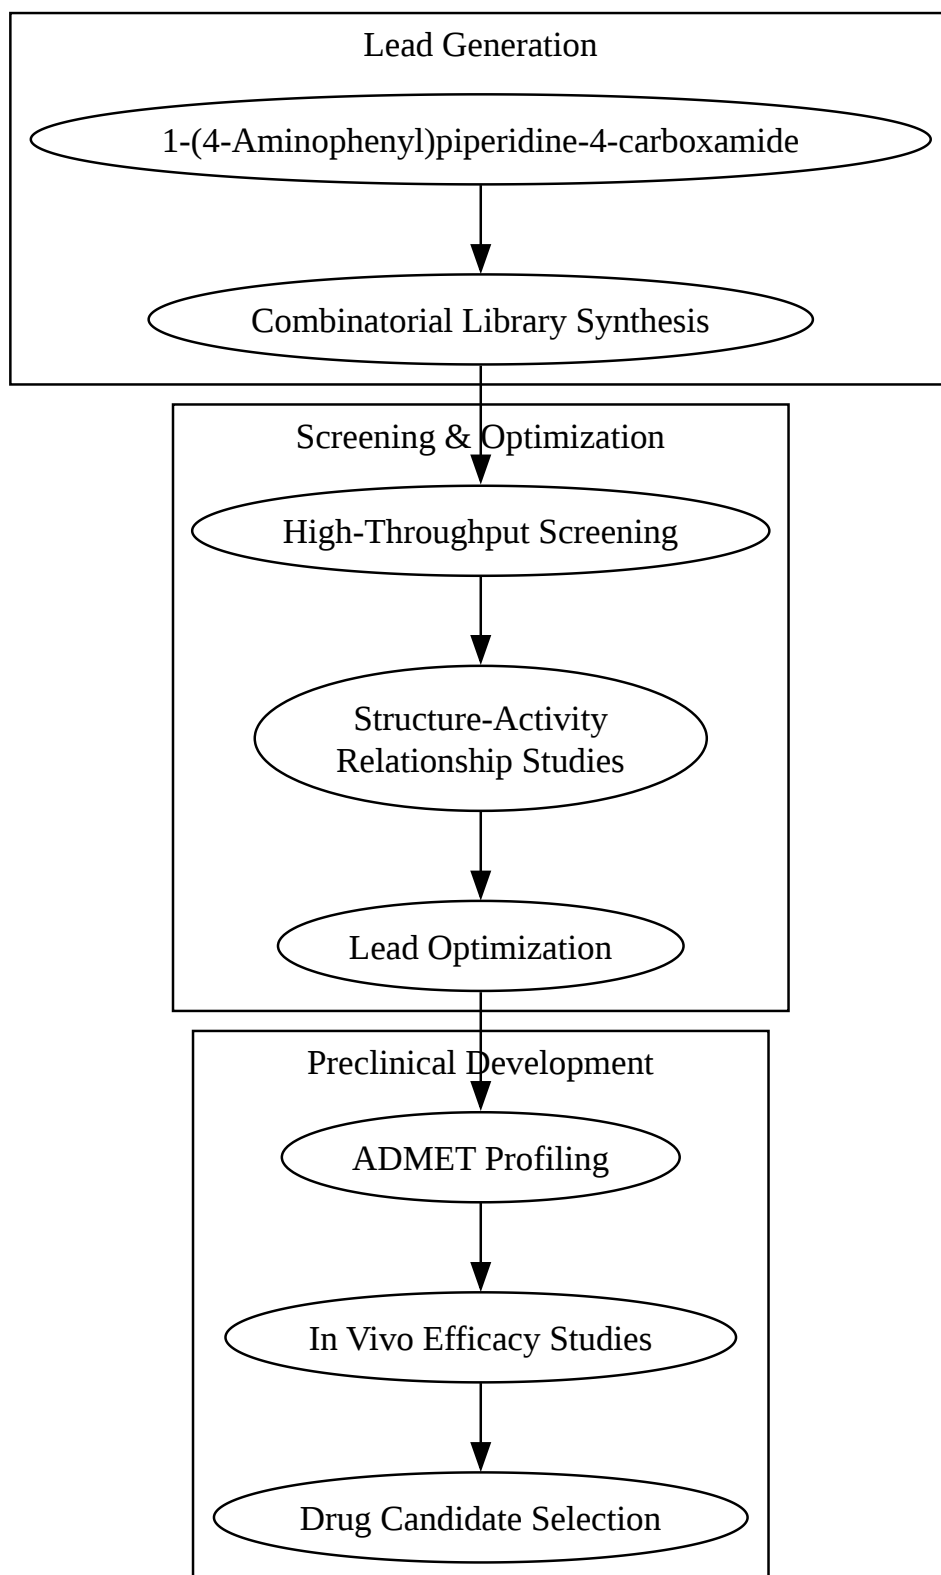 Lead Generation
1-(4-Aminophenyl)piperidine-4-carboxamide
Combinatorial Library Synthesis
Screening & Optimization
High-Throughput Screening
Structure-Activity
Relationship Studies
Lead Optimization
Preclinical Development
ADMET Profiling
In Vivo Efficacy Studies
Drug Candidate Selection